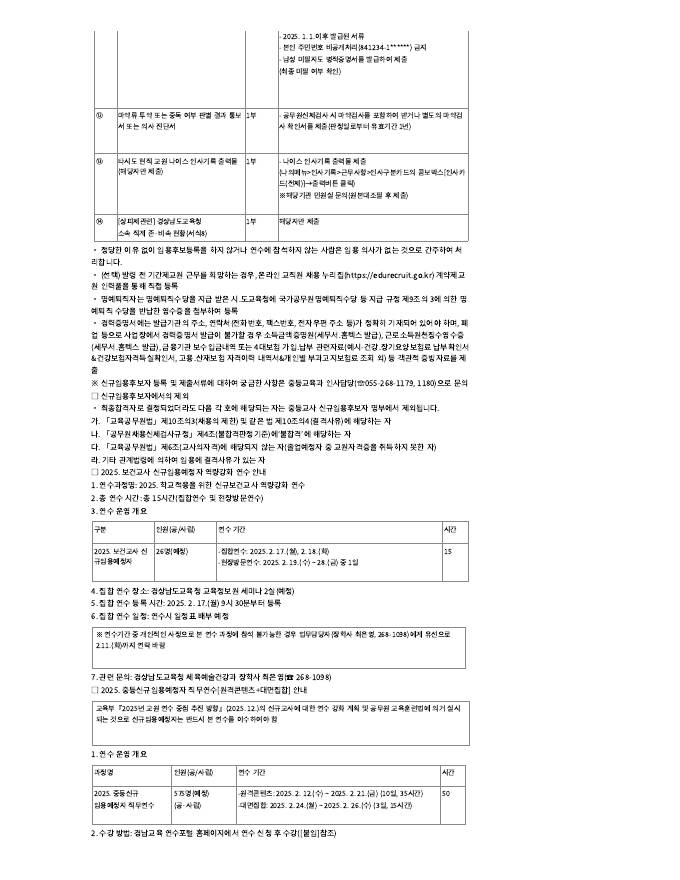 - 2025. 1. 1.이후 발급된 서류
- 본인 주민번호 비공개처리(841234-1******) 금지
- 남성 미필자도 병적증명서를 발급하여 제출
(최종 미필 여부 확인)
⑫ 마약류 투약 또는 중독 여부 판별 결과 통보 1부 - 공무원신체검사 시 마약검사를 포함하여 받거나 별도의 마약검
서 또는 의사 진단서 사 확인서를 제출(판정일로부터 유효기간 1년)
타시도 현직 교원 나이스 인사기록 출력물 1부 - 나이스 인사기록 출력물 제출
(해당자만 제출) (나의메뉴>인사기록>근무사항>인사구분카드의 콤보박스[인사카
드(전체)]→출력버튼 클릭)
※해당기관 민원실 문의(원본대조필 후 제출)
⑭ [상피제관련] 경상남도교육청 1부 해당자만 제출
소속 직계 존·비속 현황(서식8)
◦ 정당한 이유 없이 임용후보등록을 하지 않거나 연수에 참석하지 않는 사람은 임용 의사가 없는 것으로 간주하여 처
리합니다.
◦ (선택) 발령 전 기간제교원 근무를 희망하는 경우, 온라인 교직원 채용 누리집(https://edurecruit.go.kr) 계약제교
원 인력풀을 통해 직접 등록
◦ 명예퇴직자는 명예퇴직수당을 지급 받은 시.도교육청에 국가공무원명예퇴직수당 등 지급 규정 제9조의3에 의한 명
예퇴직 수당을 반납한 영수증을 첨부하여 등록
◦ 경력증명서에는 발급기관의 주소, 연락처(전화번호, 팩스번호, 전자우편 주소 등)가 정확히 기재되어 있어야 하며, 폐
업 등으로 사업장에서 경력증명서 발급이 불가할 경우 소득금액증명원(세무서.홈텍스 발급), 근로소득원천징수영수증
(세무서.홈텍스 발급), 금융기관 보수입금내역 또는 4대보험 가입.납부 관련자료(예시-건강.장기요양보험료 납부확인서
&건강보험자격득실확인서, 고용.산재보험 자격이력 내역서&개인별 부과고지보험료 조회 외) 등 객관적 증빙자료를 제
출
※ 신규임용후보자 등록 및 제출서류에 대하여 궁금한 사항은 중등교육과 인사담당(☏055-268-1179, 1180)으로 문의
□ 신규임용후보자에서의 제외
◦ 최종합격자로 결정되었더라도 다음 각 호에 해당되는 자는 중등교사 신규임용후보자 명부에서 제외됩니다.
가. 「교육공무원법」제10조의3(채용의 제한) 및 같은 법 제10조의4(결격사유)에 해당하는 자
나. 「공무원채용신체검사규정」제4조(불합격판정기준)에'불합격'에 해당하는 자
다. 「교육공무원법」제6조(교사의자격)에 해당되지 않는 자(졸업예정자 중 교원자격증을 취득하지 못한 자)
라. 기타 관계법령에 의하여 임용에 결격사유가 있는 자
□ 2025. 보건교사 신규임용예정자 역량강화 연수 안내
1. 연수과정명: 2025. 학교적응을 위한 신규보건교사 역량강화 연수
2. 총 연수 시간: 총 15시간(집합연수 및 현장방문연수)
3. 연수 운영 개요
구분 인원(공/사립) 연수 기간 시간
2025. 보건교사 신 26명(예정) -집합연수: 2025. 2. 17.(월), 2. 18.(화) 15
규임용예정자 -현장방문연수: 2025. 2. 19.(수) ~ 28.(금) 중 1일
4. 집합 연수 장소: 경상남도교육청 교육정보원 세미나2실(예정)
5. 집합 연수 등록 시간: 2025. 2. 17.(월) 9시 30분부터 등록
6. 집합 연수 일정: 연수시 일정표 배부 예정
※ 연수기간 중 개인적인 사정으로 본 연수 과정에 참석 불가능한 경우 업무담당자(장학사 최은영, 268-1098)에게 유선으로
2.11.(화)까지 연락 바람
7. 관련 문의: 경상남도교육청 체육예술건강과 장학사 최은영(☎ 268-1098)
□ 2025. 중등신규임용예정자 직무연수[원격콘텐츠+대면집합] 안내
교육부 『2025년 교원 연수 중점 추진 방향』(2025. 12.)의 신규교사에 대한 연수 강화 계획 및 공무원 교육훈련법에 의거 실시
되는 것으로 신규임용예정자는 반드시 본 연수를 이수하여야 함
1. 연수 운영 개요
과정명 인원(공/사립) 연수 기간 시간
2025. 중등신규 575명(예정) -원격콘텐츠: 2025. 2. 12.(수) ~ 2025. 2.21.(금) (10일, 35시간) 50
임용예정자 직무연수 (공·사립) -대면집합: 2025. 2.24.(월) ~ 2025. 2. 26.(수) (3일, 15시간)
2. 수강 방법: 경남교육 연수포털 홈페이지에서 연수 신청 후 수강([붙임]참조)